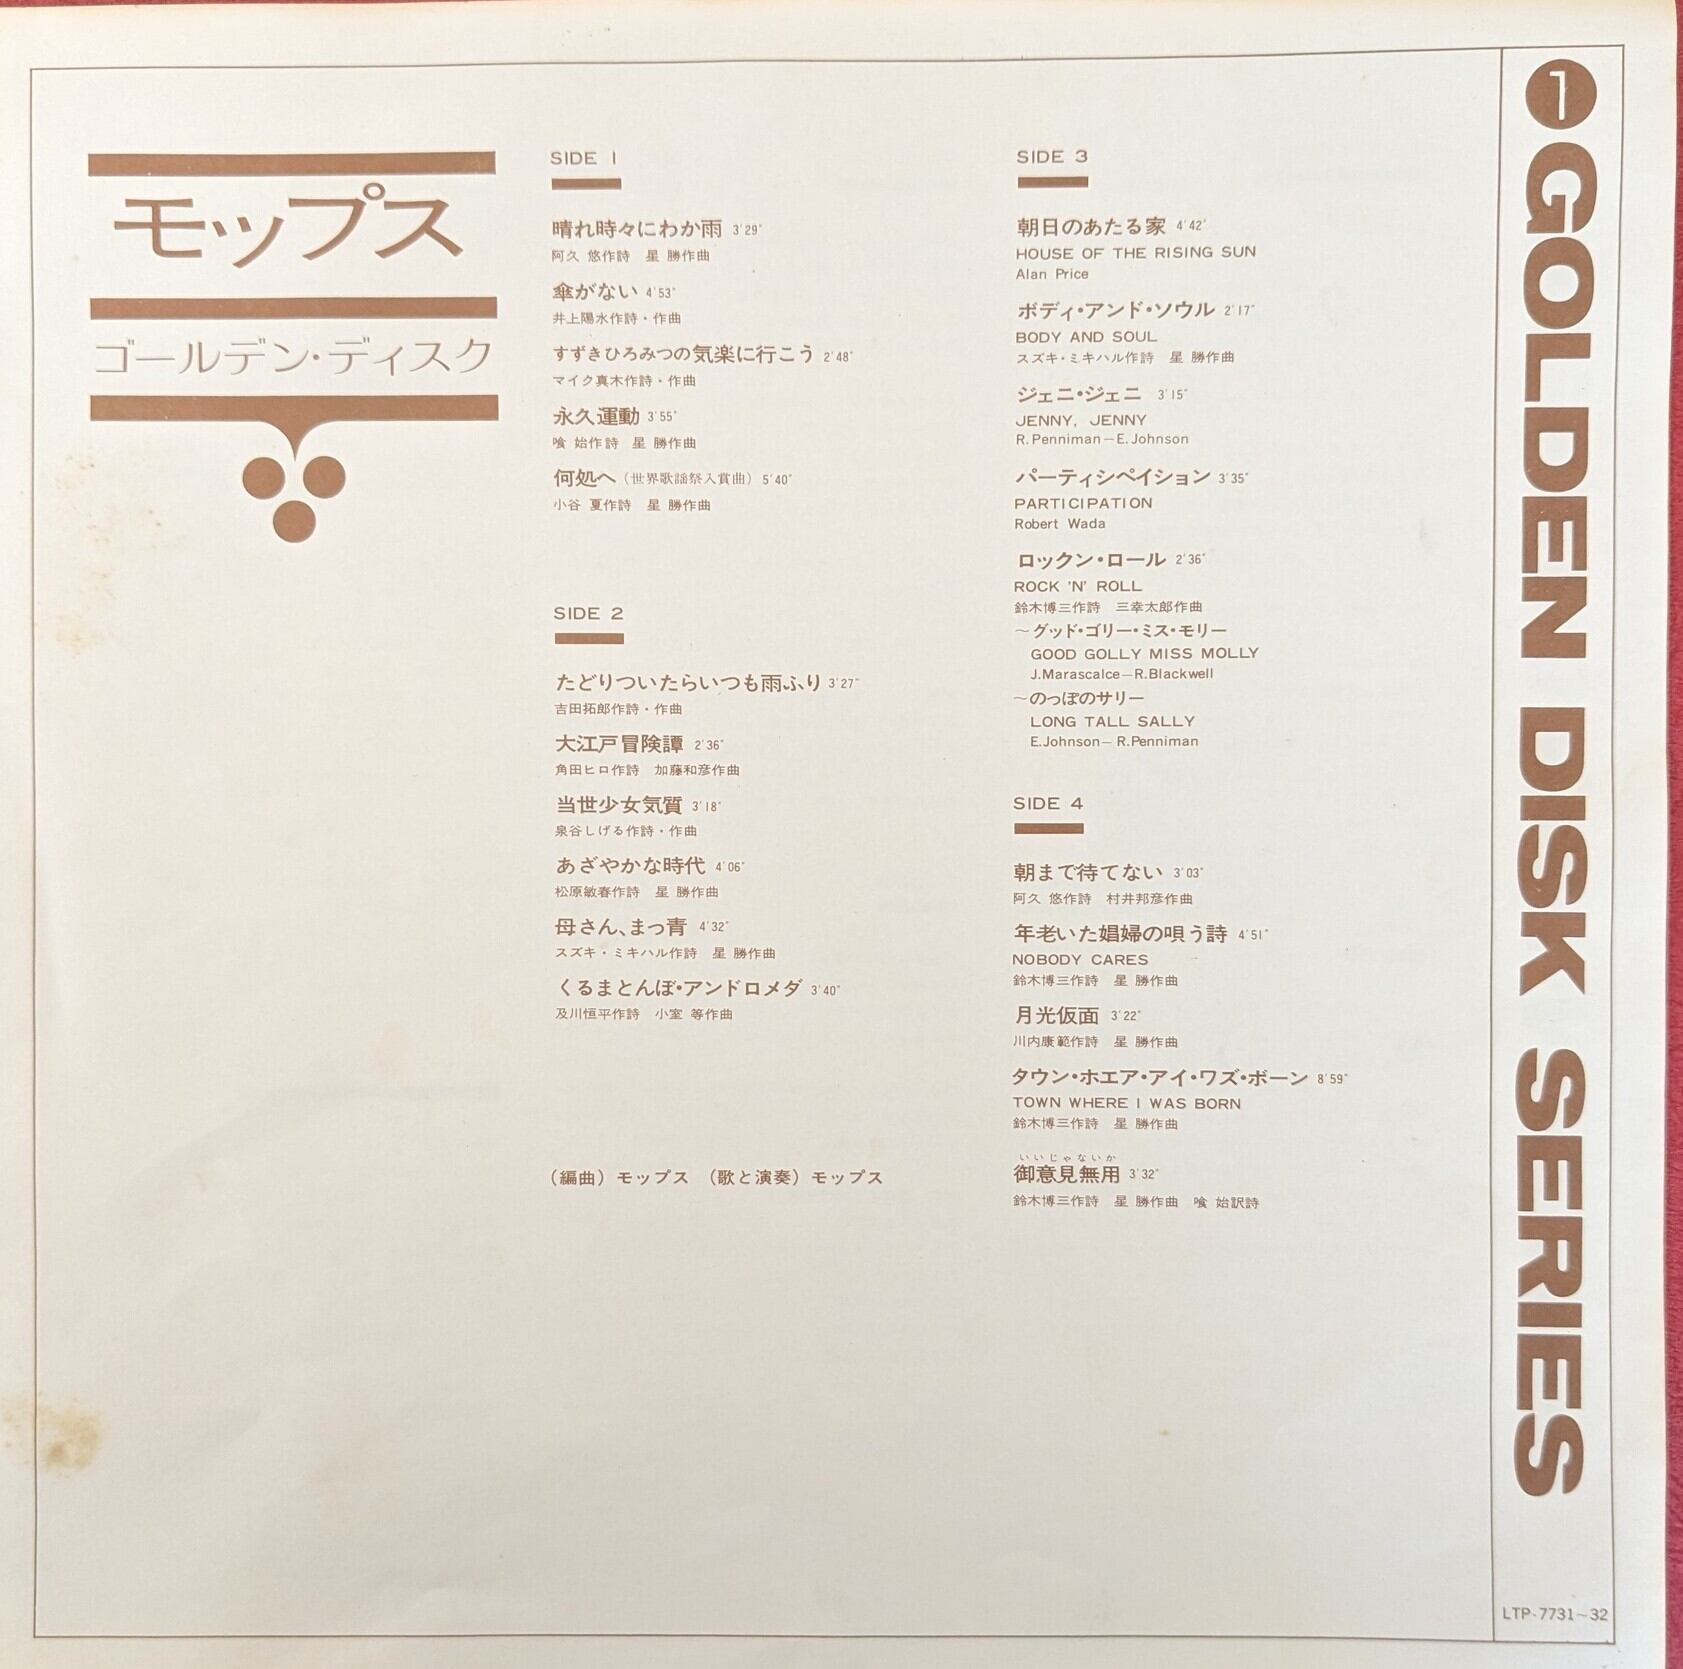 モップス
ゴールデン・ディスク
SIDE 1
晴れ時々にわか雨 3'29"
阿久 悠作詩 星 勝作曲
傘がない 4'53"
井上陽水作詩・作曲
すずきひろみつの気楽に行こう 2'48"
マイク真木作詩・作曲
永久運動 3'55"
喰 始作詩 星 勝作曲
何処へ（世界歌謡祭入賞曲）5'40"
小谷 夏作詩 星 勝作曲
SIDE 2
たどりついたらいつも雨ふり 3'27"
吉田拓郎作詩・作曲
大江戸冒険譚 2'36"
角田ヒロ作詩 加藤和彦作曲
当世少女気質 3'18"
泉谷しげる作詩・作曲
あざやかな時代 4'06"
松原敏春作詩 星 勝作曲
母さん、まっ青 4'32"
スズキ・ミキハル作詩 星 勝作曲
くるまとんぼ・アンドロメダ 3'40"
及川恒平作詩 小室 等作曲
（編曲）モップス （歌と演奏）モップス
SIDE 3
朝日のあたる家 4'42"
HOUSE OF THE RISING SUN
Alan Price
ボディ・アンド・ソウル 2'17"
BODY AND SOUL
スズキ・ミキハル作詩 星 勝作曲
ジェニ・ジェニ 3'15"
JENNY, JENNY
R.Penniman—E.Johnson
パーティシペイション 3'35"
PARTICIPATION
Robert Wada
ロックン・ロール 2'36"
ROCK 'N' ROLL
鈴木博三作詩 三幸太郎作曲
～グッド・ゴリー・ミス・モリー
GOOD GOLLY MISS MOLLY
J.Marascalce—R.Blackwell
～のっぽのサリー
LONG TALL SALLY
E.Johnson—R.Penniman
SIDE 4
朝まで待てない 3'03"
阿久 悠作詩 村井邦彦作曲
年老いた娼婦の唄う詩 4'51"
NOBODY CARES
鈴木博三作詩 星 勝作曲
月光仮面 3'22"
川内康範作詩 星 勝作曲
タウン・ホエア・アイ・ワズ・ボーン 8'59"
TOWN WHERE I WAS BORN
鈴木博三作詩 星 勝作曲
いいじゃないか
御意見無用 3'32"
鈴木博三作詩 星 勝作曲 喰 始訳詩
1 GOLDEN DISK SERIES
LTP-7731~32